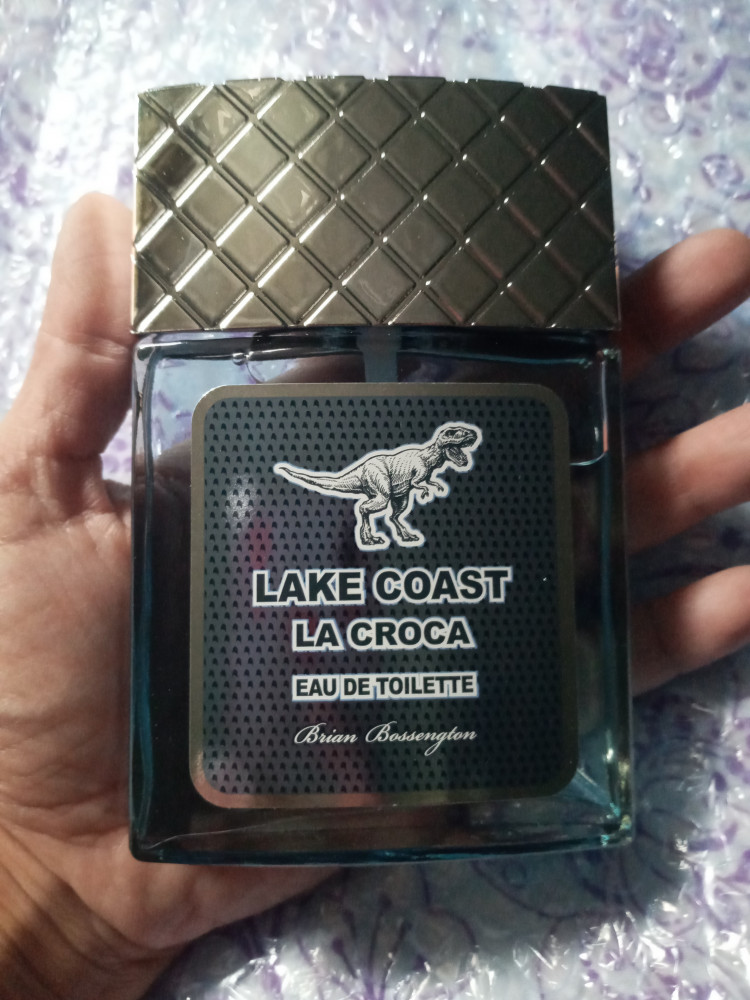 LAKE COAST
LA CROCA
EAU DE TOILETTE
Brian Bossengton